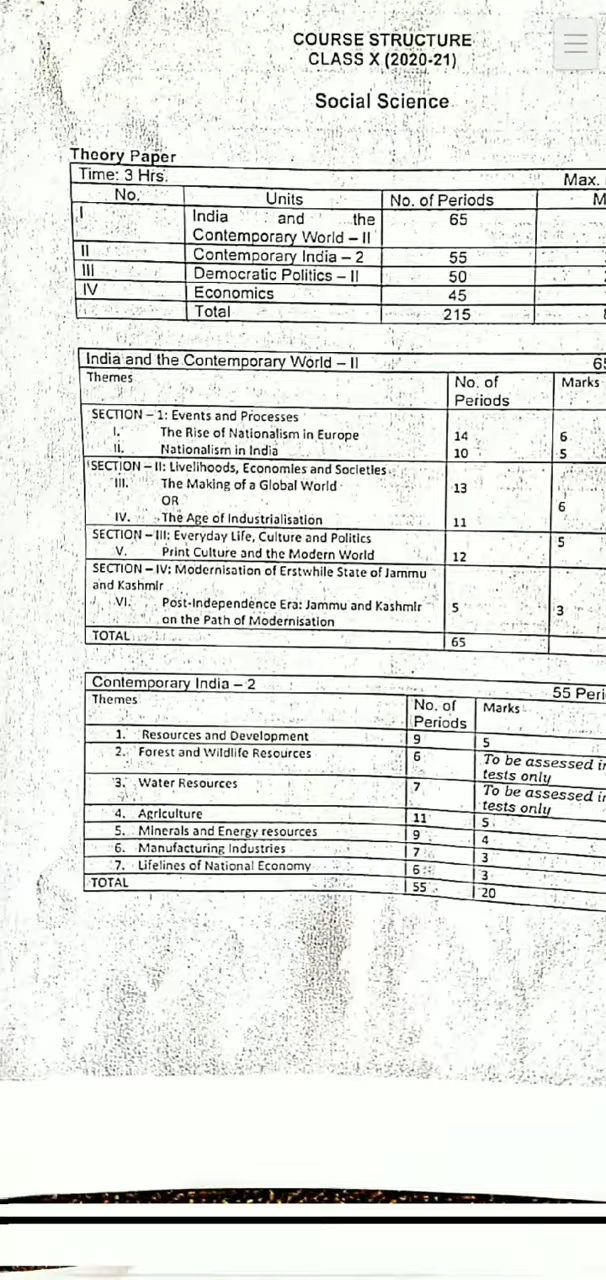 COURSE STRUCTURE
CLASS X (2020-21)
Social Science
Theory Paper
Time: 3 Hrs. Max.
No. Units No. of Periods M
I India and the 65
Contemporary World – II
II Contemporary India – 2 55
III Democratic Politics – II 50
IV Economics 45
Total 215
India and the Contemporary World – II 65
Themes No. of Marks
Periods
SECTION – 1: Events and Processes
I. The Rise of Nationalism in Europe 14 6
II. Nationalism in India 10 5
SECTION – II: Livelihoods, Economies and Societies
III. The Making of a Global World 13
OR 6
IV. The Age of Industrialisation 11
SECTION – III: Everyday Life, Culture and Politics 5
V. Print Culture and the Modern World 12
SECTION – IV: Modernisation of Erstwhile State of Jammu
and Kashmir
VI. Post-Independence Era: Jammu and Kashmir 5 3
on the Path of Modernisation
TOTAL 65
Contemporary India – 2 55 Peri
Themes No. of Marks
Periods
1. Resources and Development 9 5
2. Forest and Wildlife Resources 6 To be assessed in
tests only
3. Water Resources 7 To be assessed in
tests only
4. Agriculture 11 5
5. Minerals and Energy resources 9 4
6. Manufacturing Industries 7 3
7. Lifelines of National Economy 6 3
TOTAL 55 20